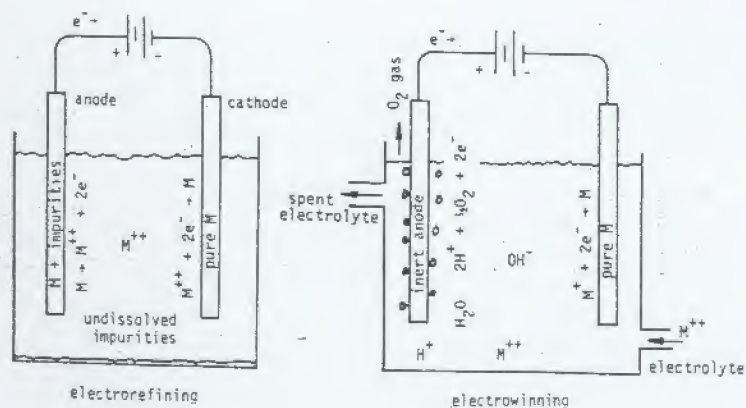 e⁻→
+ -
anode
cathode
M + impurities
M → M⁺⁺ + 2e⁻
M⁺⁺
M⁺⁺ + 2e⁻ → M
pure M
undissolved
impurities
electrorefining
e⁻→
+ -
O₂ gas
spent
electrolyte
inert anode
H₂O 2H⁺ + ½O₂ + 2e⁻
OH⁻
M⁺ + 2e⁻ → M
pure M
H⁺
M⁺⁺
M⁺⁺
electrolyte
electrowinning